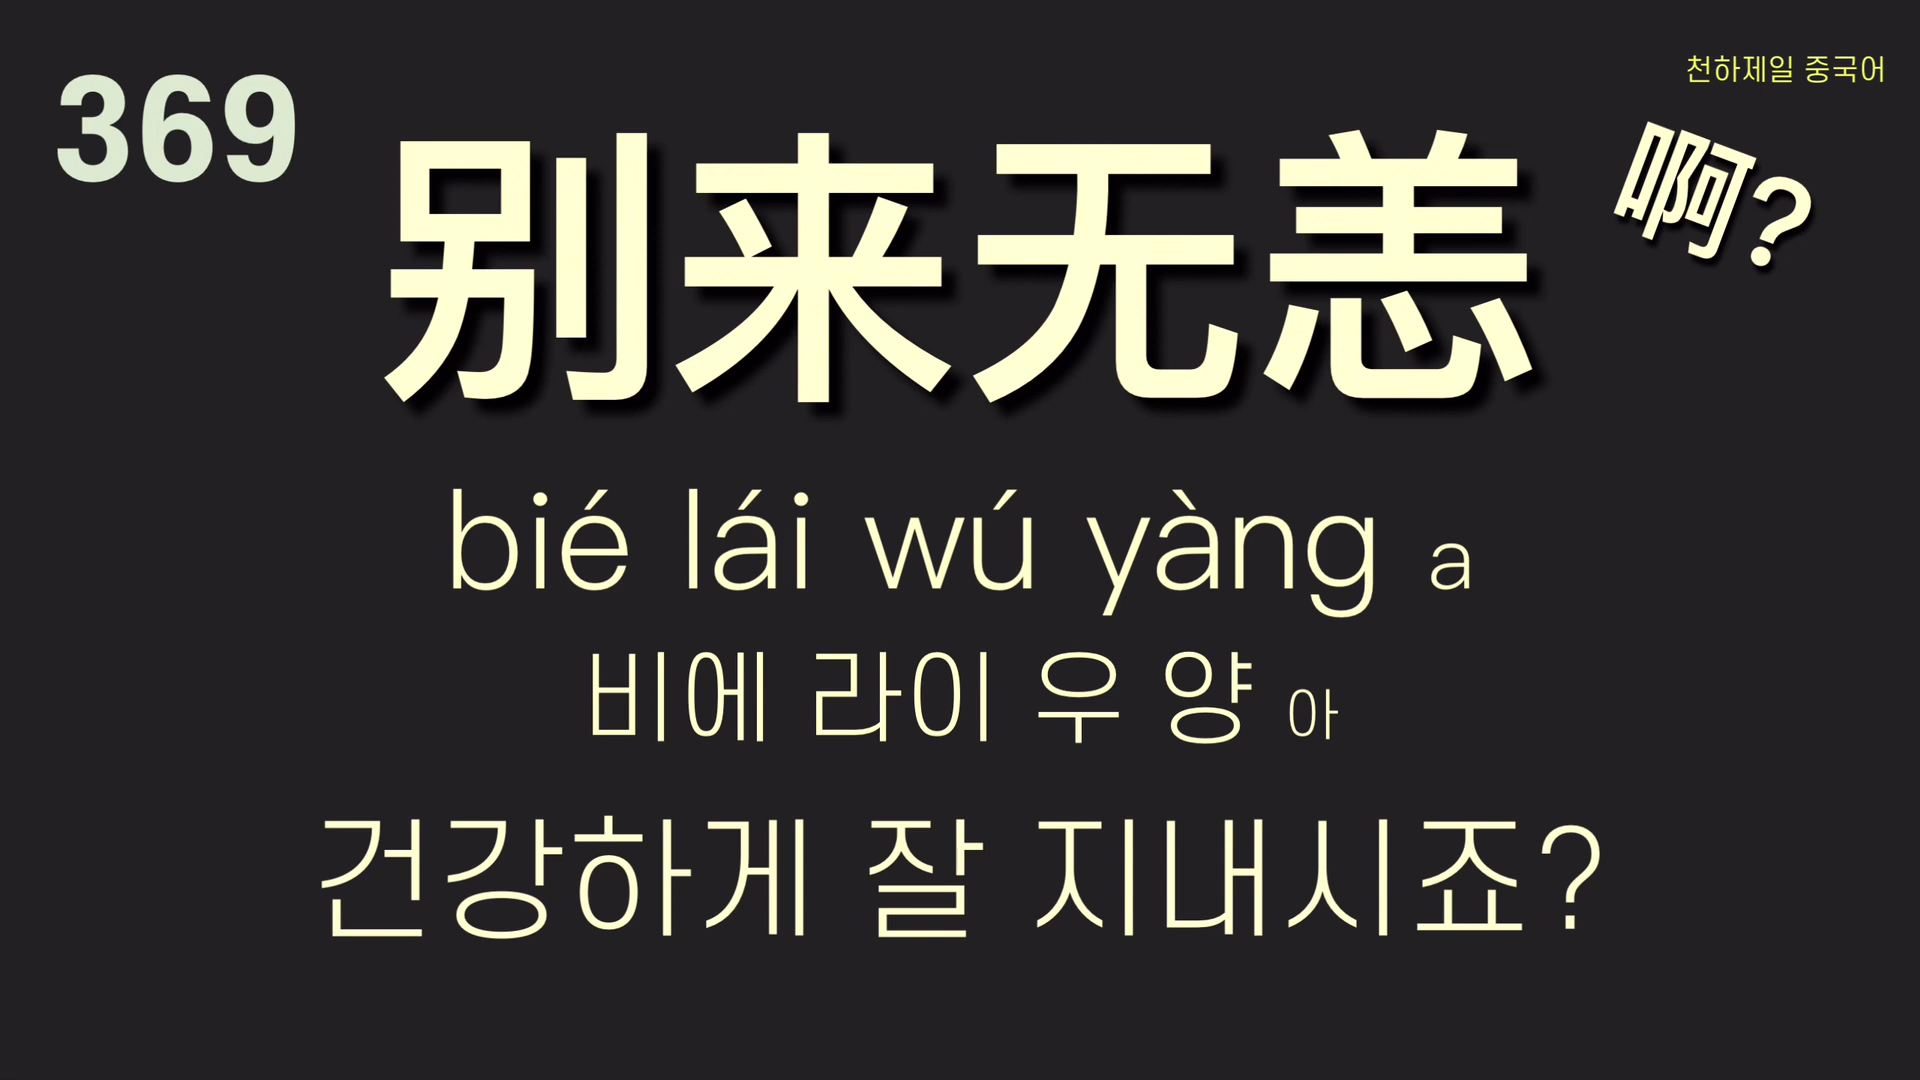 369
天하제일 중국어
别来无恙啊?
bié lái wú yàng a
비에 라이 우 양 아
건강하게 잘 지내시죠?